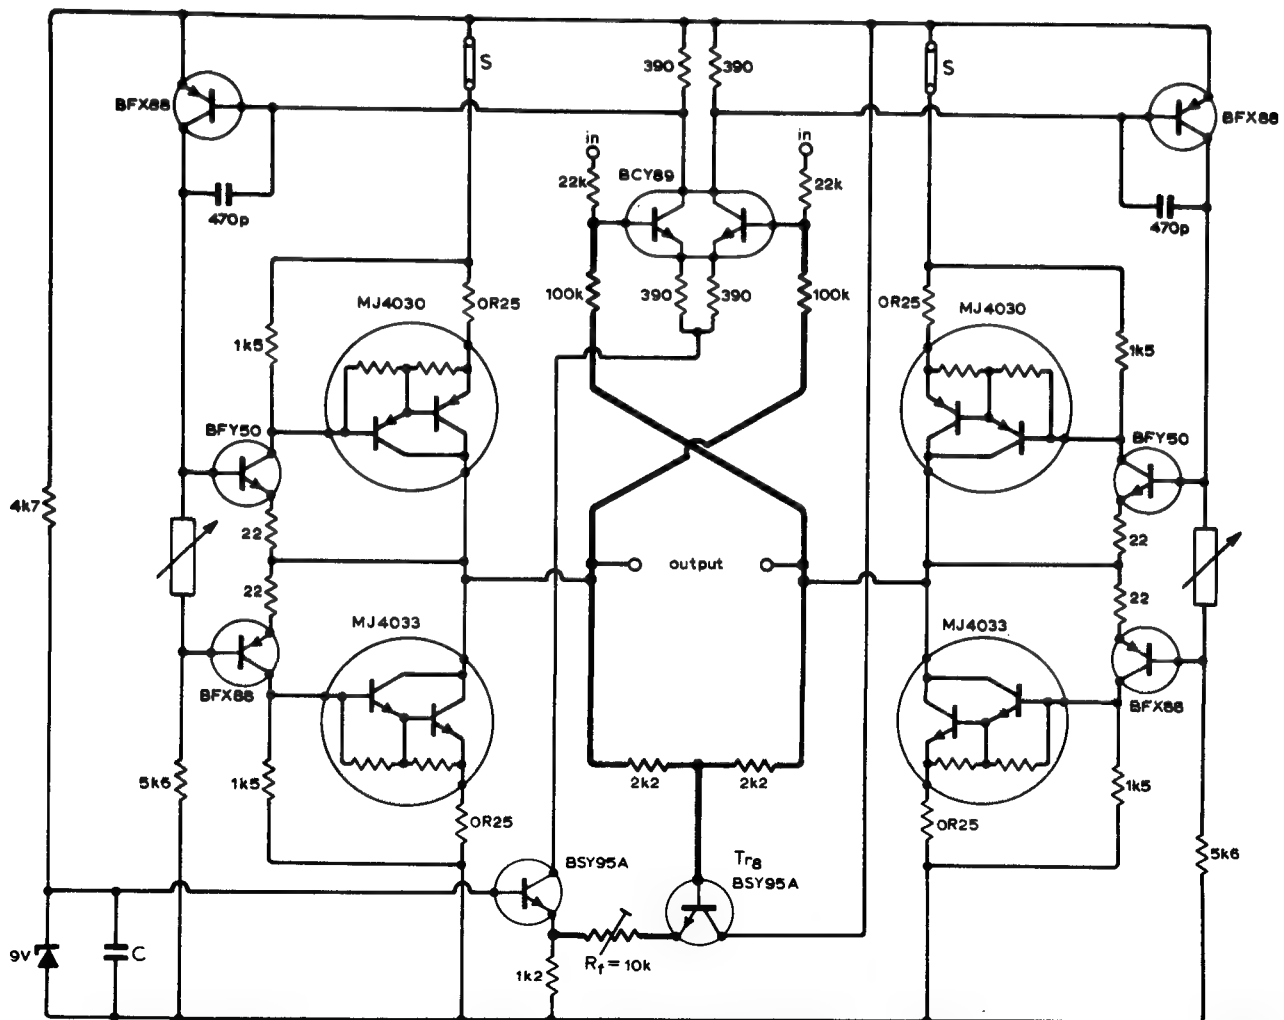 S
390
390
S
BFX88
BFX88
in
in
22k
BCY89
22k
470p
470p
100k
390
390
100k
MJ4030
0R25
0R25
MJ4030
1k5
1k5
BFY50
BFY50
4k7
22
22
output
22
22
MJ4033
MJ4033
BFX88
BFX88
5k6
1k5
2k2
2k2
1k5
0R25
0R25
5k6
BSY95A
Tr8
BSY95A
9V
C
1k2
Rf = 10k